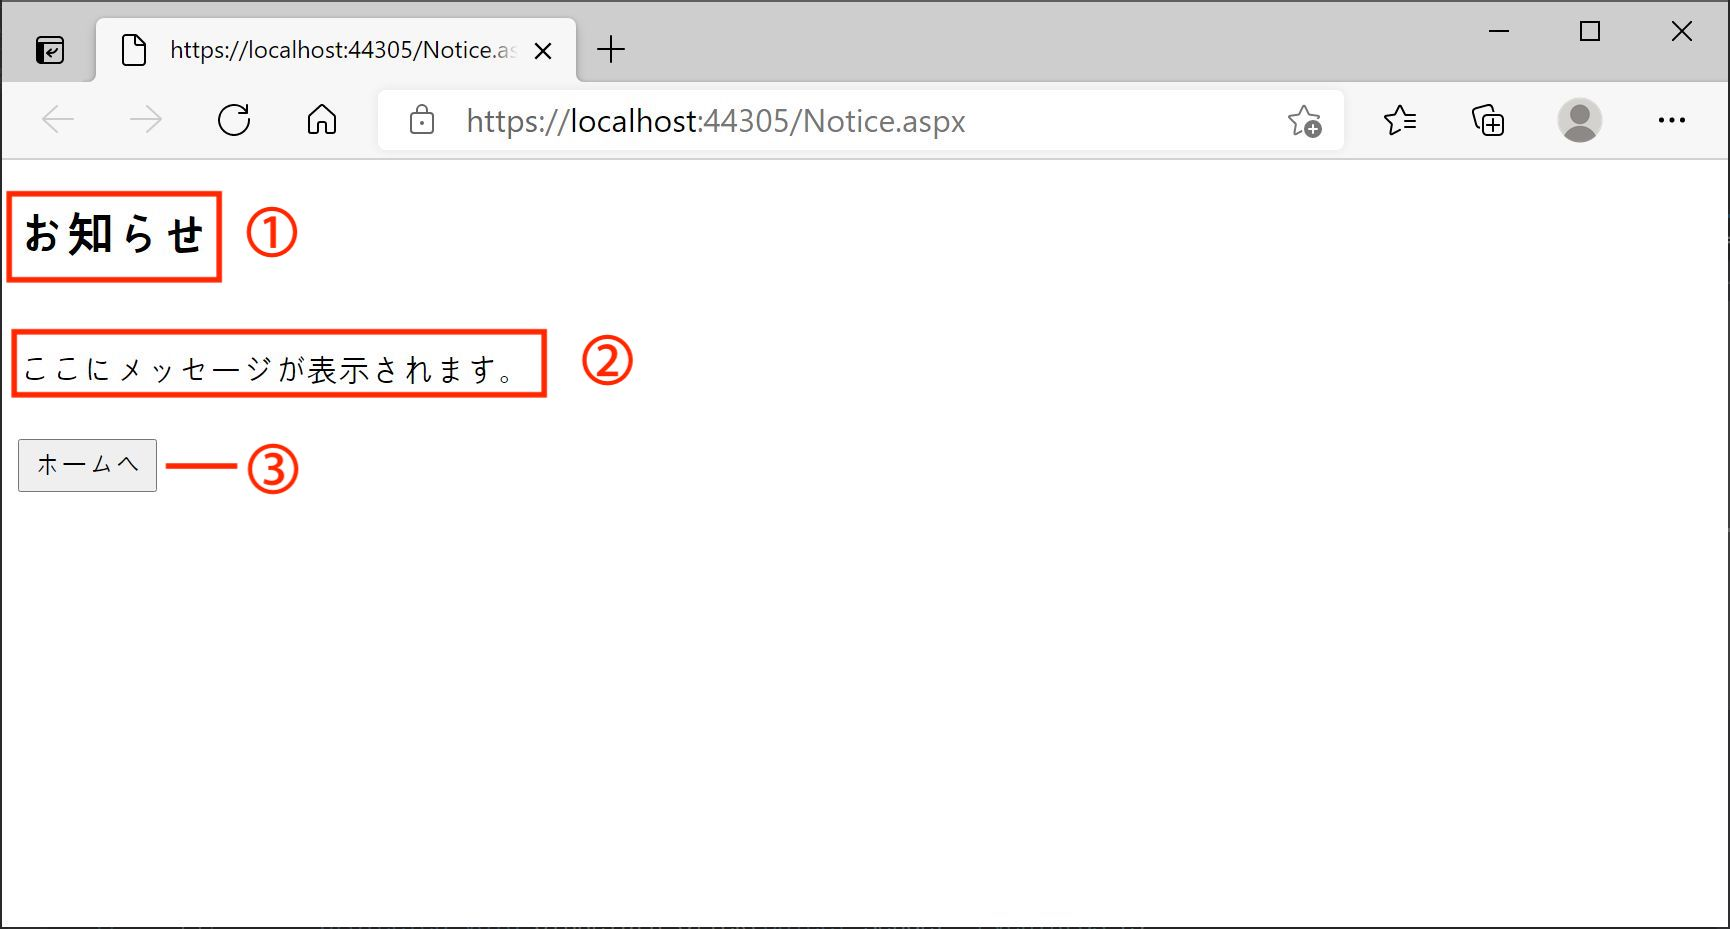 https://localhost:44305/Notice.as
https://localhost:44305/Notice.aspx
お知らせ ①
ここにメッセージが表示されます。 ②
ホームへ ③